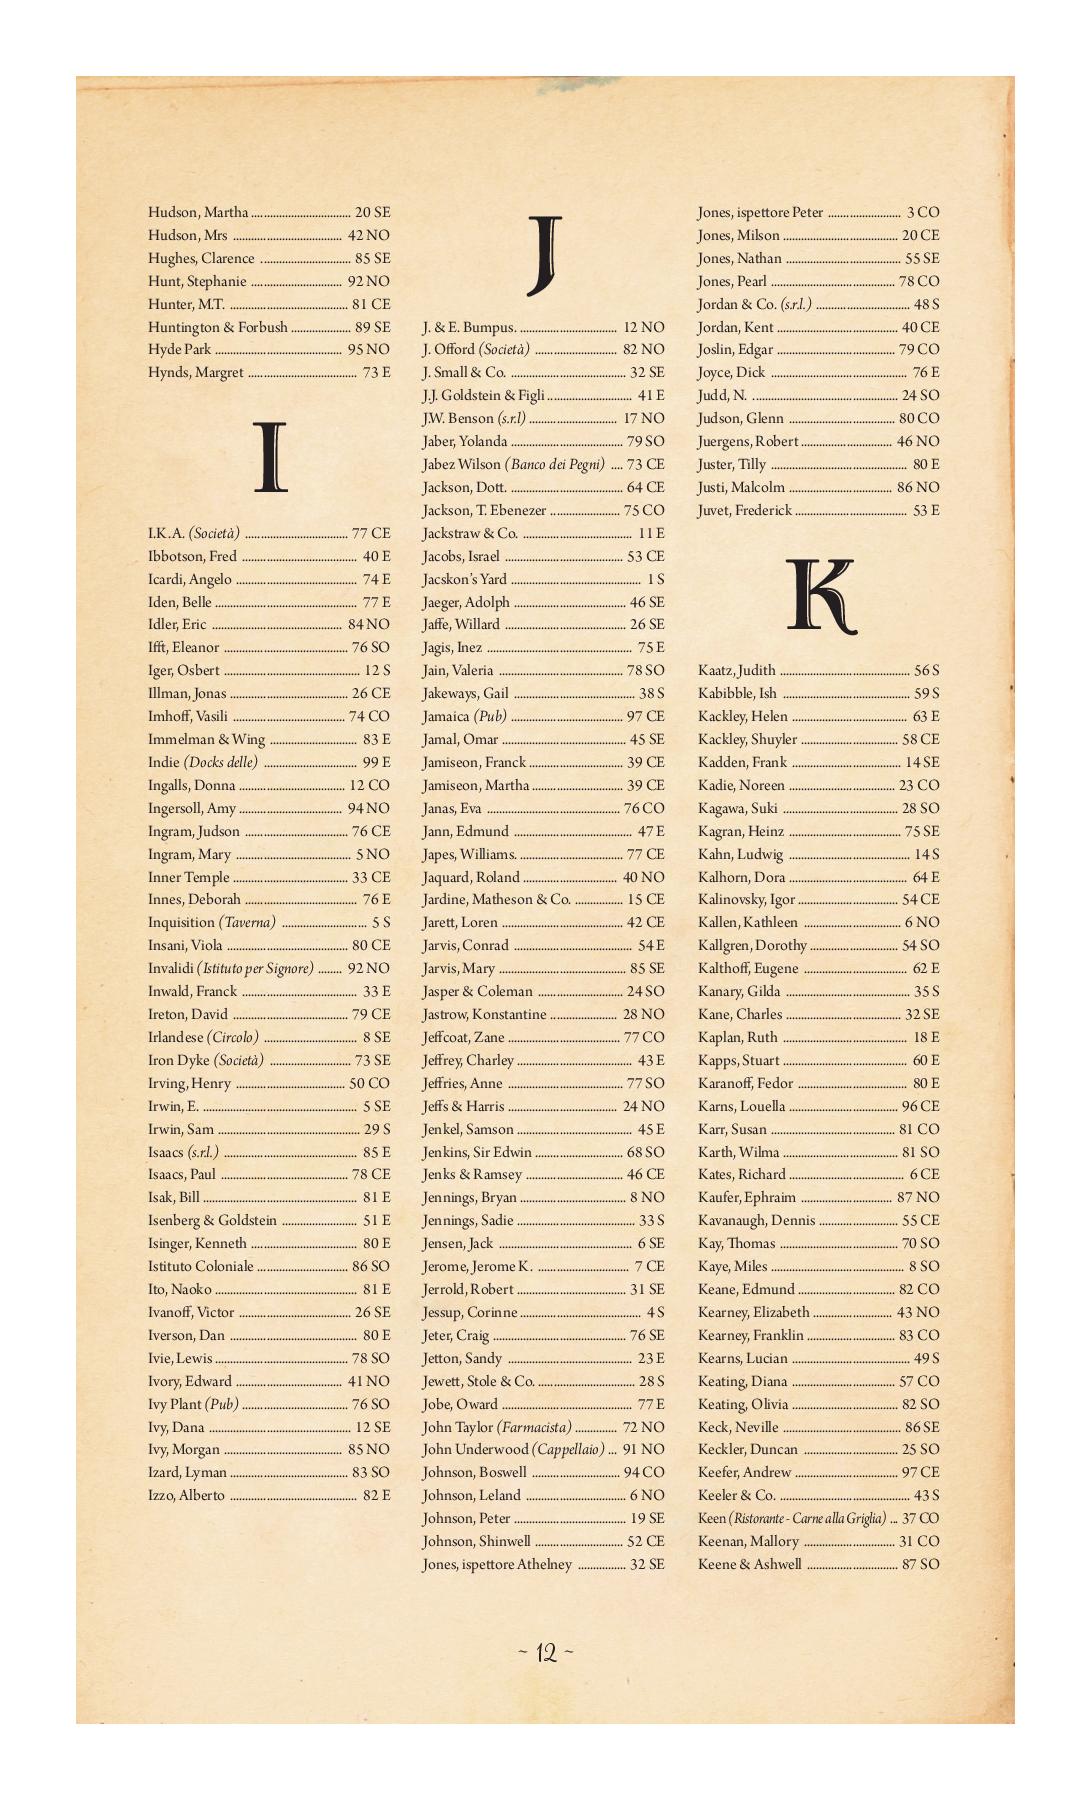 Hudson, Martha ................................ 20 SE
Hudson, Mrs ................................... 42 NO
Hughes, Clarence ............................. 85 SE
Hunt, Stephanie ............................. 92 NO
Hunter, M.T. ...................................... 81 CE
Huntington & Forbush ................... 89 SE
Hyde Park ......................................... 95 NO
Hynds, Margret ................................... 73 E
I
I.K.A. (Società) ................................. 77 CE
Ibbotson, Fred ..................................... 40 E
Icardi, Angelo ....................................... 74 E
Iden, Belle .............................................. 77 E
Idler, Eric .......................................... 84 NO
Ifft, Eleanor ....................................... 76 SO
Iger, Osbert ............................................ 12 S
Illman, Jonas ...................................... 26 CE
Imhoff, Vasili ...................................... 74 CO
Immelman & Wing ............................ 83 E
Indie (Docks delle) .............................. 99 E
Ingalls, Donna ................................... 12 CO
Ingersoll, Amy ................................... 94 NO
Ingram, Judson .................................. 76 CE
Ingram, Mary ....................................... 5 NO
Inner Temple ..................................... 33 CE
Innes, Deborah .................................... 76 E
Inquisition (Taverna) ............................ 5 S
Insani, Viola ........................................ 80 CE
Invalidi (Istituto per Signore) ....... 92 NO
Inwald, Franck ..................................... 33 E
Ireton, David ..................................... 79 CE
Irlandese (Circolo) .............................. 8 SE
Iron Dyke (Società) ........................... 73 SE
Irving, Henry ................................... 50 CO
Irwin, E. ................................................. 5 SE
Irwin, Sam .............................................. 29 S
Isaacs (s.r.l.) ............................................ 85 E
Isaacs, Paul ........................................... 78 CE
Isak, Bill .................................................. 81 E
Isenberg & Goldstein ........................ 51 E
Isinger, Kenneth .................................. 80 E
Istituto Coloniale .............................. 86 SO
Ito, Naoko .............................................. 81 E
Ivanoff, Victor ................................... 26 SE
Iverson, Dan ......................................... 80 E
Ivie, Lewis ........................................... 78 SO
Ivory, Edward .................................. 41 NO
Ivy Plant (Pub) ................................... 76 SO
Ivy, Dana .............................................. 12 SE
Ivy, Morgan ...................................... 85 NO
Izard, Lyman ...................................... 83 SO
Izzo, Alberto ......................................... 82 E
J
J. & E. Bumpus. ............................... 12 NO
J. Offord (Società) .......................... 82 NO
J. Small & Co. ..................................... 32 SE
J.J. Goldstein & Figli ........................... 41 E
J.W. Benson (s.r.l) ............................ 17 NO
Jaber, Yolanda .................................... 79 SO
Jabez Wilson (Banco dei Pegni) .... 73 CE
Jackson, Dott. ..................................... 64 CE
Jackson, T. Ebenezer ........................ 75 CO
Jackstraw & Co. ................................... 11 E
Jacobs, Israel ....................................... 53 CE
Jacskon’s Yard .......................................... 1 S
Jaeger, Adolph .................................... 46 SE
Jaffe, Willard ....................................... 26 SE
Jagis, Inez ................................................ 75 E
Jain, Valeria ......................................... 78 SO
Jakeways, Gail ........................................ 38 S
Jamaica (Pub) ..................................... 97 CE
Jamal, Omar ........................................ 45 SE
Jamiseon, Franck .............................. 39 CE
Jamiseon, Martha ............................. 39 CE
Janas, Eva ............................................. 76 CO
Jann, Edmund ...................................... 47 E
Japes, Williams. ................................. 77 CE
Jaquard, Roland ............................... 40 NO
Jardine, Matheson & Co. ............... 15 CE
Jarett, Loren ........................................ 42 CE
Jarvis, Conrad ....................................... 54 E
Jarvis, Mary ......................................... 85 SE
Jasper & Coleman ........................... 24 SO
Jastrow, Konstantine ...................... 28 NO
Jeffcoat, Zane ..................................... 77 CO
Jeffrey, Charley ..................................... 43 E
Jeffries, Anne ..................................... 77 SO
Jeffs & Harris .................................... 24 NO
Jenkel, Samson ..................................... 45 E
Jenkins, Sir Edwin ............................ 68 SO
Jenks & Ramsey ................................ 46 CE
Jennings, Bryan ................................... 8 NO
Jennings, Sadie ....................................... 33 S
Jensen, Jack ............................................ 6 SE
Jerome, Jerome K. .............................. 7 CE
Jerrold, Robert ................................... 31 SE
Jessup, Corinne ....................................... 4 S
Jeter, Craig ........................................... 76 SE
Jetton, Sandy ........................................ 23 E
Jewett, Stole & Co. ............................... 28 S
Jobe, Oward .......................................... 77 E
John Taylor (Farmacista) ............. 72 NO
John Underwood (Cappellaio) ... 91 NO
Johnson, Boswell .............................. 94 CO
Johnson, Leland .................................. 6 NO
Johnson, Peter .................................... 19 SE
Johnson, Shinwell ............................ 52 CE
Jones, ispettore Athelney ................ 32 SE
Jones, ispettore Peter ........................ 3 CO
Jones, Milson ..................................... 20 CE
Jones, Nathan .................................... 55 SE
Jones, Pearl .......................................... 78 CO
Jordan & Co. (s.r.l.) ............................... 48 S
Jordan, Kent ....................................... 40 CE
Joslin, Edgar ....................................... 79 CO
Joyce, Dick ............................................. 76 E
Judd, N. ................................................ 24 SO
Judson, Glenn .................................... 80 CO
Juergens, Robert .............................. 46 NO
Juster, Tilly ............................................. 80 E
Justi, Malcolm .................................. 86 NO
Juvet, Frederick .................................... 53 E
K
Kaatz, Judith ........................................... 56 S
Kabibble, Ish .......................................... 59 S
Kackley, Helen ...................................... 63 E
Kackley, Shuyler ................................ 58 CE
Kadden, Frank .................................... 14 SE
Kadie, Noreen ................................... 23 CO
Kagawa, Suki ...................................... 28 SO
Kagran, Heinz .................................... 75 SE
Kahn, Ludwig ........................................ 14 S
Kalhorn, Dora ....................................... 64 E
Kalinovsky, Igor ................................. 54 CE
Kallen, Kathleen ................................. 6 NO
Kallgren, Dorothy ............................ 54 SO
Kalthoff, Eugene .................................. 62 E
Kanary, Gilda ......................................... 35 S
Kane, Charles ..................................... 32 SE
Kaplan, Ruth ......................................... 18 E
Kapps, Stuart ......................................... 60 E
Karanoff, Fedor .................................... 80 E
Karns, Louella .................................... 96 CE
Karr, Susan .......................................... 81 CO
Karth, Wilma ...................................... 81 SO
Kates, Richard ...................................... 6 CE
Kaufer, Ephraim ............................... 87 NO
Kavanaugh, Dennis .......................... 55 CE
Kay, Thomas ....................................... 70 SO
Kaye, Miles ............................................ 8 SO
Keane, Edmund ................................. 82 CO
Kearney, Elizabeth ........................... 43 NO
Kearney, Franklin .............................. 83 CO
Kearns, Lucian ....................................... 49 S
Keating, Diana ................................... 57 CO
Keating, Olivia ................................... 82 SO
Keck, Neville ....................................... 86 SE
Keckler, Duncan ................................ 25 SO
Keefer, Andrew .................................. 97 CE
Keeler & Co. ........................................... 43 S
Keen (Ristorante - Carne alla Griglia) ... 37 CO
Keenan, Mallory ............................... 31 CO
Keene & Ashwell .............................. 87 SO
~ 12 ~